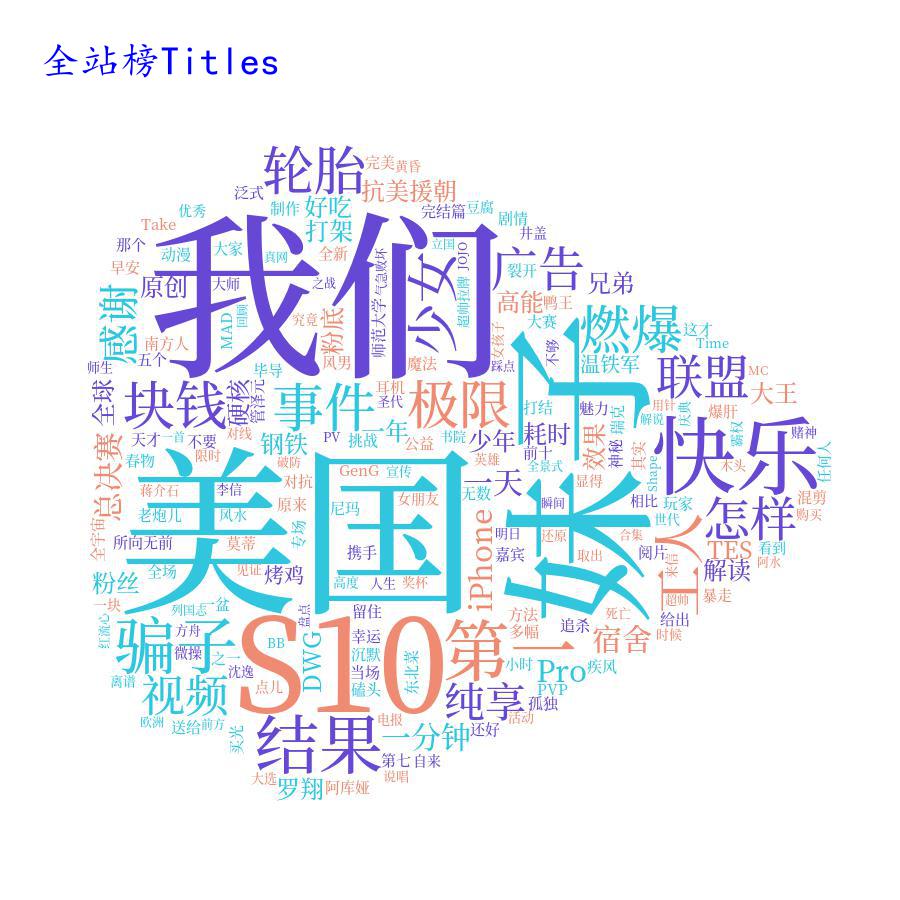 全站榜Titles
轮胎
完美
黄昏
泛式
抗美援朝
Take
优秀
制作
好吃
完结篇
豆腐
剧情
那个
动漫
大家
打架
井盖
早安
真网
全新
立国
JOJO
我们
少女
气急败坏
广告
裂开
兄弟
原创
大师
之战
超帅拉牌
高能
鸭王
感谢
MAD
回顾
究竟
粉底
师范大学
女孩子
大赛
燃爆
这才
Time
南方人
师生
五个
风男
魔法
踩点
不够
妹子
温铁军
联盟
MC
毕导
全球
块钱
硬核
管泽元
事件
耳机
圣代
极限
打结
魅力
瑞克
解说
用针
庆典
爆肝
霸权
大王
赌神
天才
一首
不要
对线
钢铁
PV
挑战
一年
公益
书院
少年
耗时
前十
效果
神秘
其实
快乐
任何人
总决赛
春物
限时
破防
GenG
宣传
英雄
全景式
Shape
木头
蒋介石
李信
原来
对抗
女朋友
无数
一天
显得
混剪
购买
老炮儿
风水
专场
尼玛
iPhone
瞬间
相比
玩家
世代
怎样
全宇宙
所向无前
莫蒂
美国
携手
明日
还原
合集
嘉宾
取出
阅片
工人
来信
TES
看到
阿水
粉丝
全场
见证
烤鸡
高度
人生
奖杯
解读
暴走
一块
列国志
一盆
盘点
留住
方法
死亡
超帅
给出
红流心
方舟
骗子
S10
幸运
第一
多幅
追杀
宿舍
时候
微操
之一
BB
DWG
沉默
东北菜
离谱
沈逸
当场
小时
Pro
疾风
视频
点儿
磕头
纯享
PVP
孤独
欧洲
送给
前方
买光
结果
电报
一分钟
还好
活动
第七
自来
大选
罗翔
阿库娅
说唱